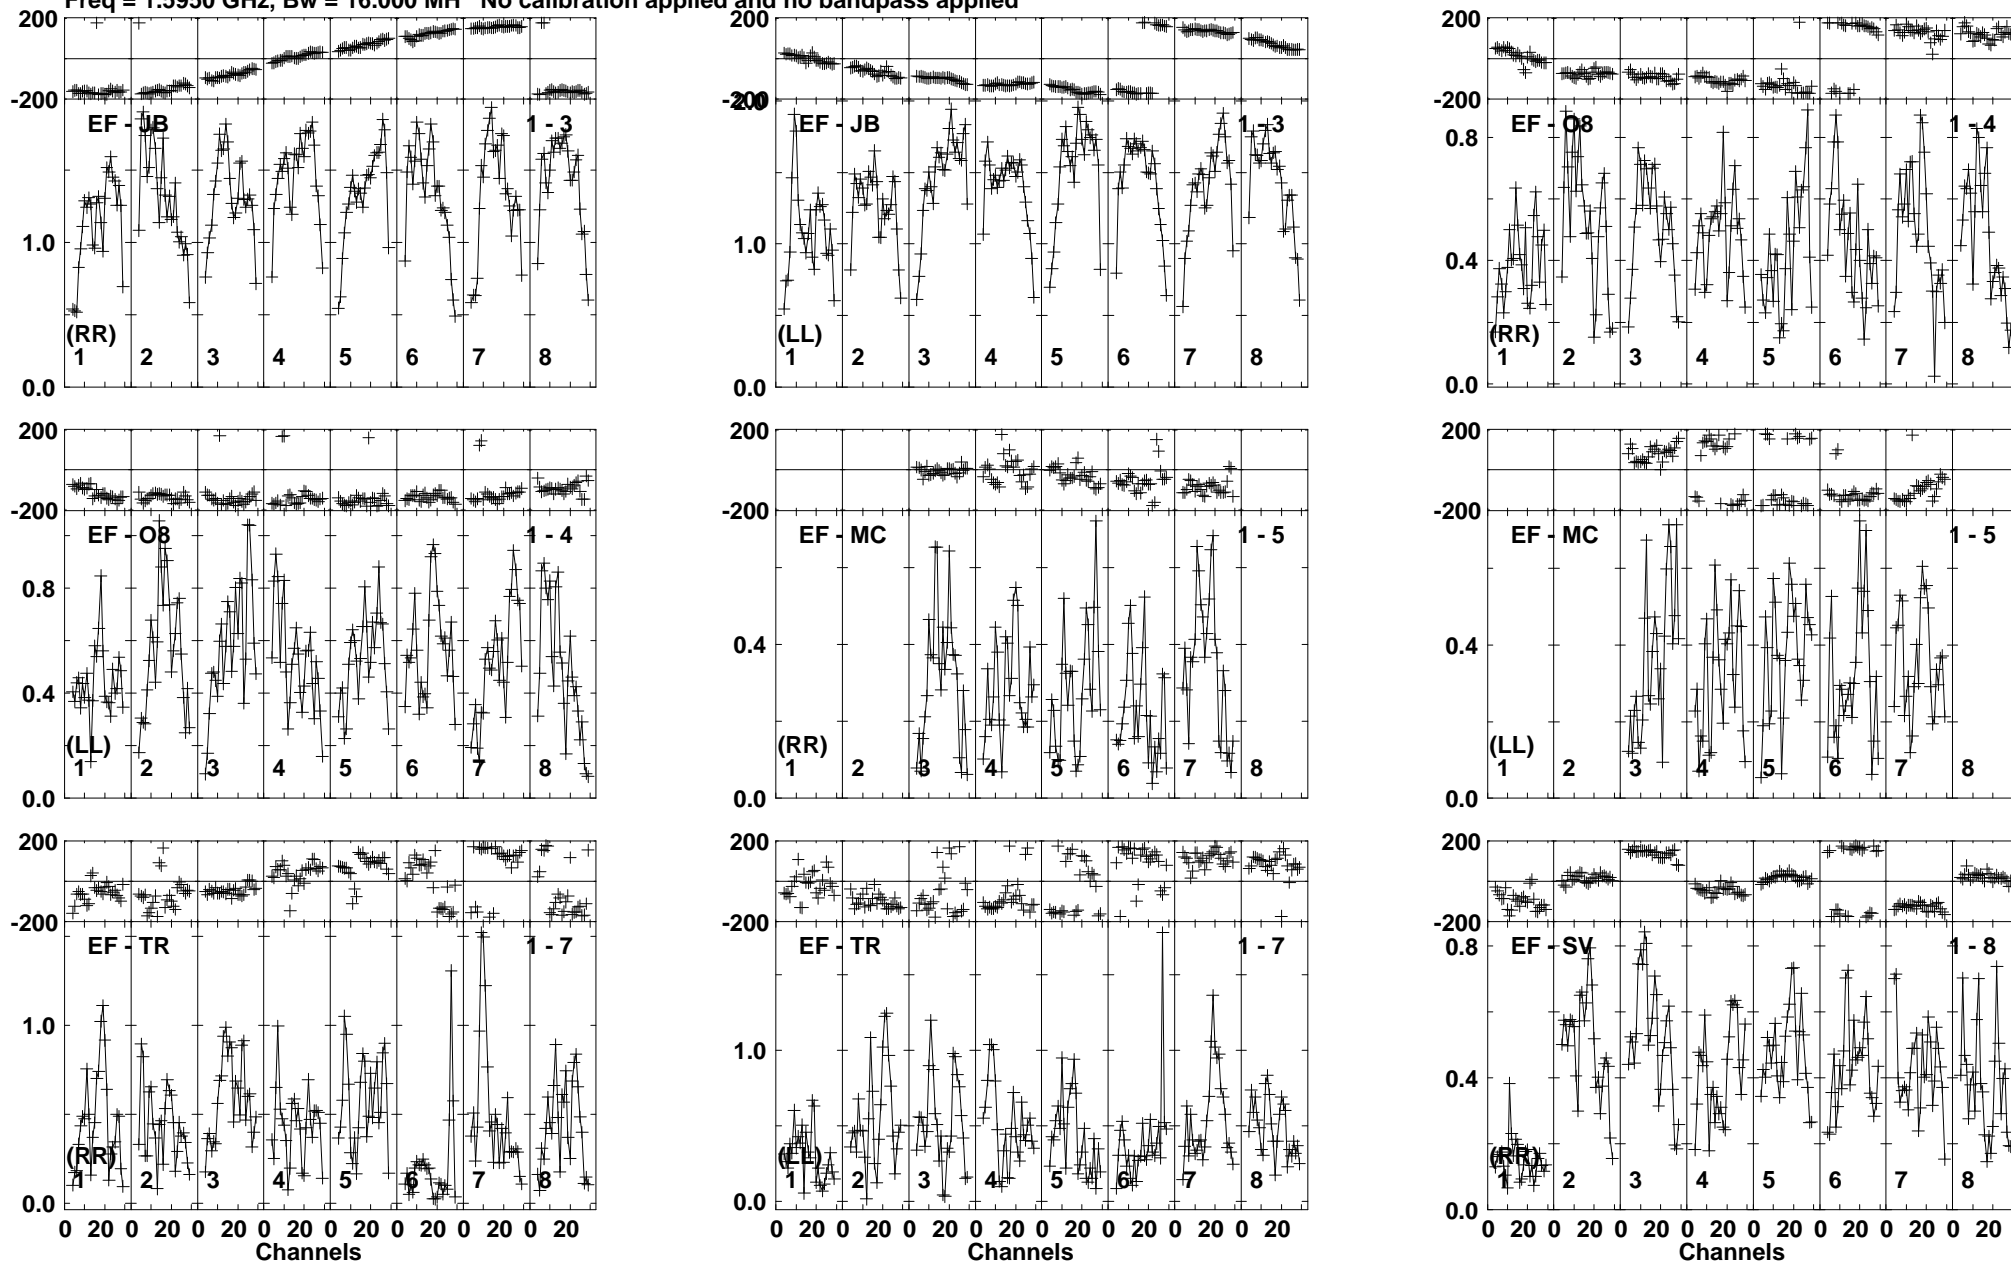 Freq = 1.5950 GHz, Bw = 16.000 MH No calibration applied and no bandpass applied
200 200 200
-200 -200 -200
2.0
EF - JB 1 - 3 EF - JB 1 - 3 EF - O8 1 - 4
0.8
1.0 1.0
0.4
(RR) (LL) (RR)
1 2 3 4 5 6 7 8 1 2 3 4 5 6 7 8 1 2 3 4 5 6 7 8
0.0 0.0 0.0
200 200 200
-200 -200 -200
EF - O8 1 - 4 EF - MC 1 - 5 EF - MC 1 - 5
0.8
0.4 0.4 0.4
(LL) (RR) (LL)
1 2 3 4 5 6 7 8 1 2 3 4 5 6 7 8 1 2 3 4 5 6 7 8
0.0 0.0 0.0
200 200 200
-200 -200 -200
EF - TR 1 - 7 EF - TR 1 - 7 EF - SV 1 - 8
0.8
1.0 1.0
0.4
(RR) (LL) (RR)
1 2 3 4 5 6 7 8 1 2 3 4 5 6 7 8 1 2 3 4 5 6 7 8
0.0 0.0 0.0
0 20 0 20 0 20 0 20 0 20 0 20 0 20 0 20 0 20 0 20 0 20 0 20 0 20 0 20 0 20 0 20 0 20 0 20 0 20 0 20 0 20 0 20 0 20 0 20
Channels Channels Channels